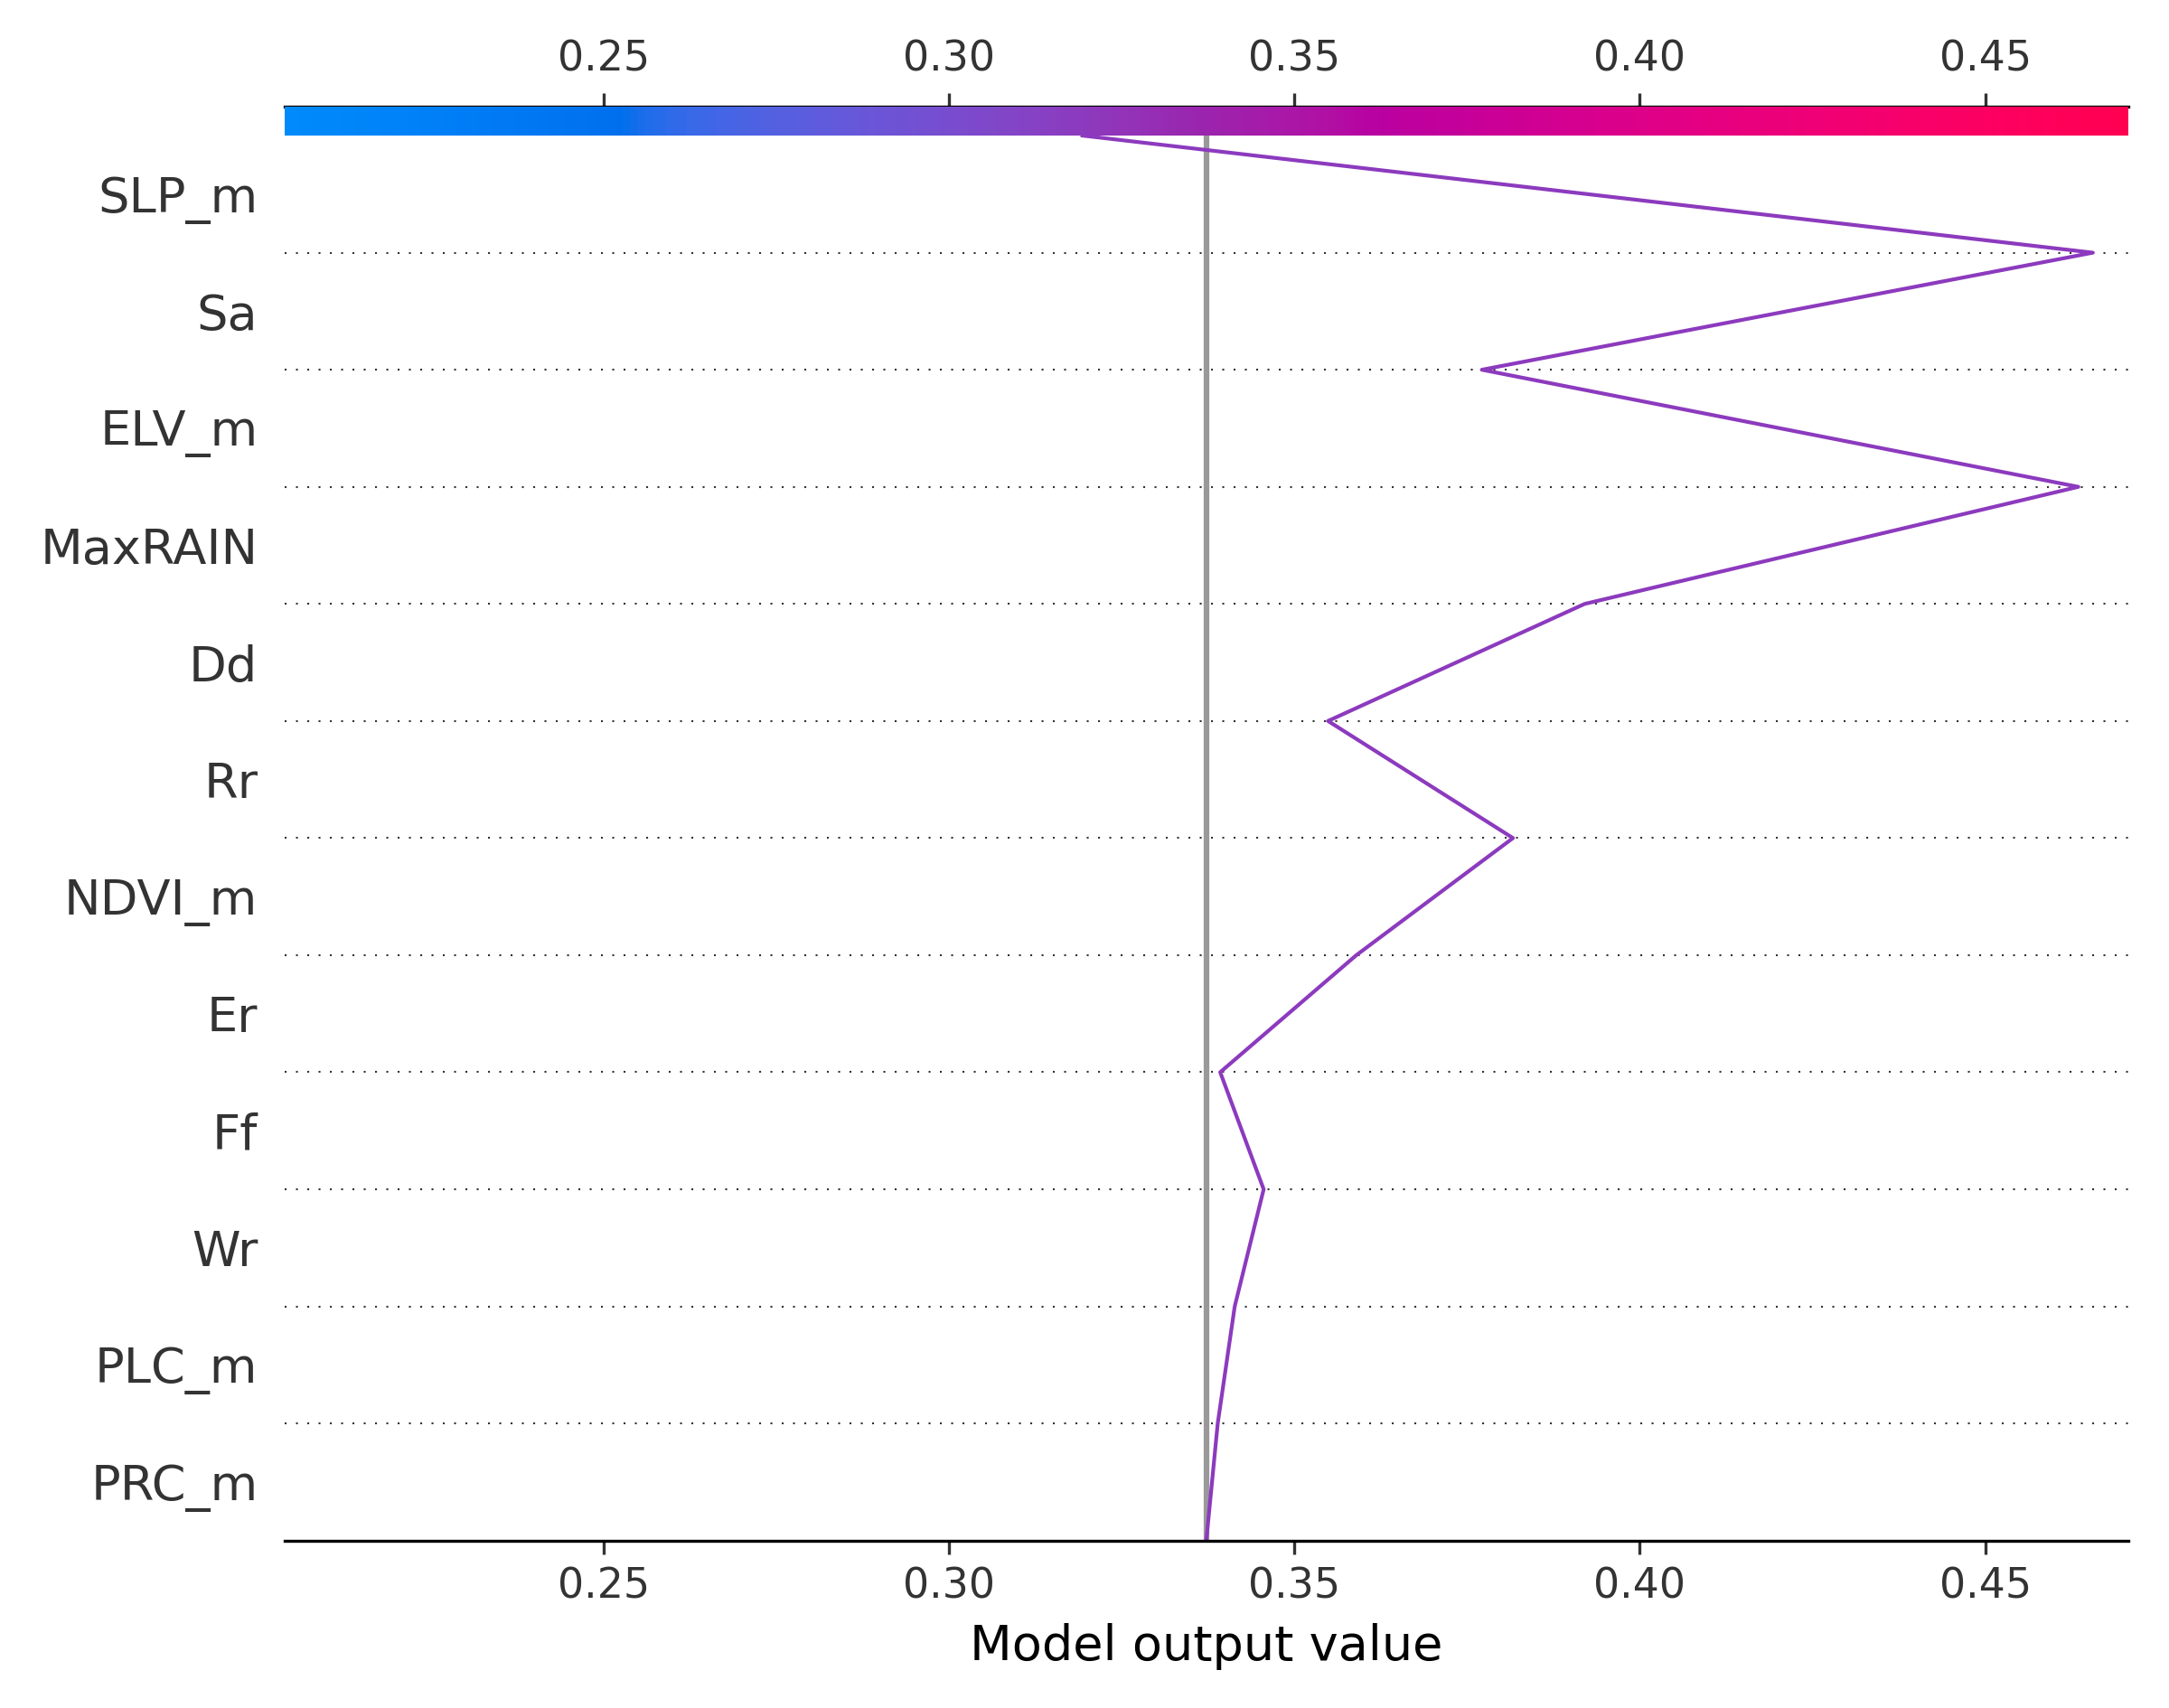 0.25 0.30 0.35 0.40 0.45
SLP_m
Sa
ELV_m
MaxRAIN
Dd
Rr
NDVI_m
Er
Ff
Wr
PLC_m
PRC_m
0.25 0.30 0.35 0.40 0.45
Model output value